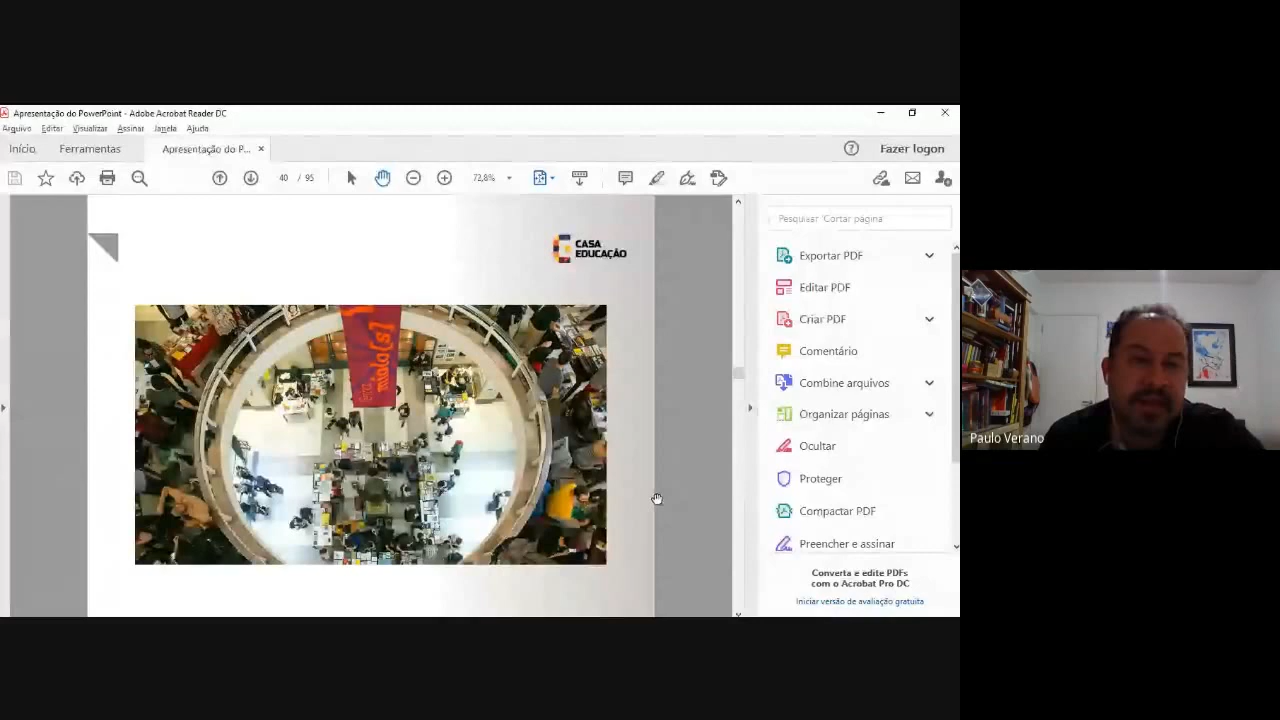 Apresentação do PowerPoint - Adobe Acrobat Reader DC
Arquivo Editar Visualizar Assinar Janela Ajuda
Início Ferramentas Apresentação do P... × Fazer logon
40 / 95 72,8%
Pesquisar 'Cortar página'
CASA
EDUCAÇÃO
miolo(s)
Exportar PDF
Editar PDF
Criar PDF
Comentário
Combine arquivos
Organizar páginas
Ocultar
Proteger
Compactar PDF
Preencher e assinar
Converta e edite PDFs
com o Acrobat Pro DC
Iniciar versão de avaliação gratuita
Paulo Verano